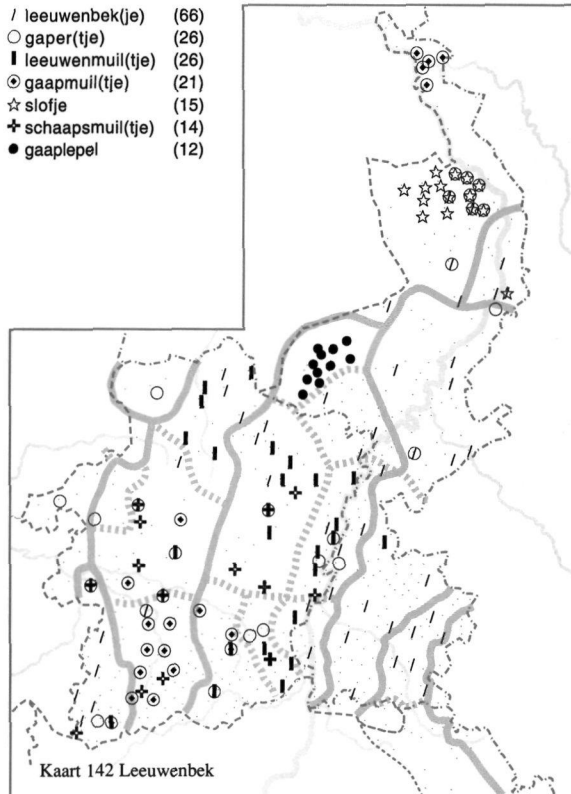 leeuwenbek(je) (66)
gaper(tje) (26)
leeuwenmuil(tje) (26)
gaapmuil(tje) (21)
slofje (15)
schaapsmuil(tje) (14)
gaaplepel (12)
Kaart 142 Leeuwenbek